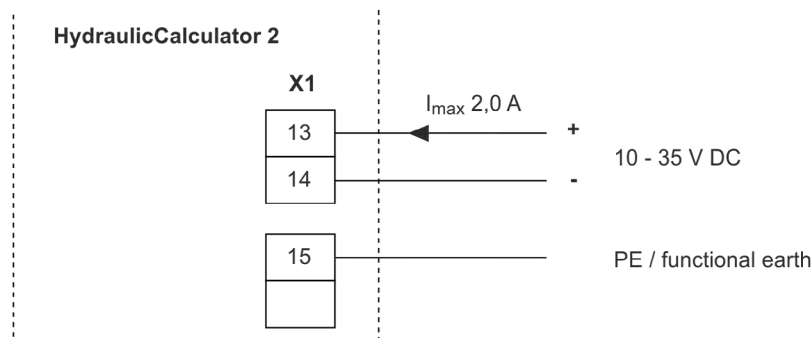 HydraulicCalculator 2
X1
Imax 2,0 A
13
+
10 - 35 V DC
14
-
15
PE / functional earth